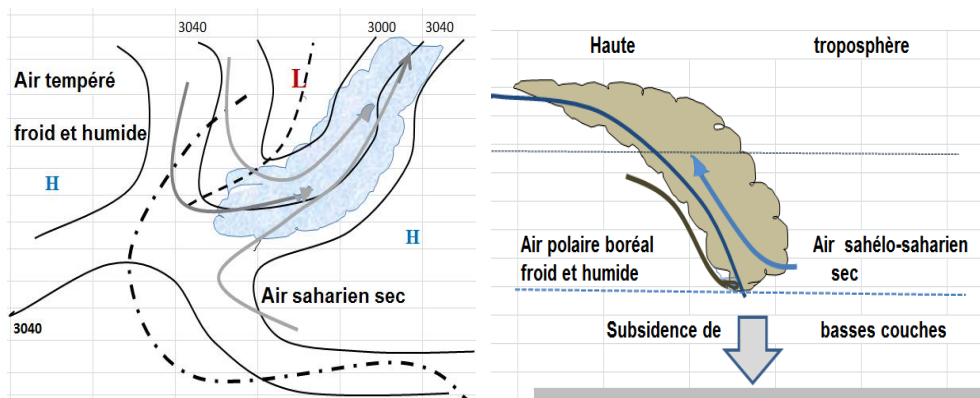 3040
3000
3040
Air tempéré
L
froid et humide
H
H
Air saharien sec
3040
Haute troposphère
Air polaire boréal
froid et humide
Air sahélo-saharien
sec
Subsidence de basses couches